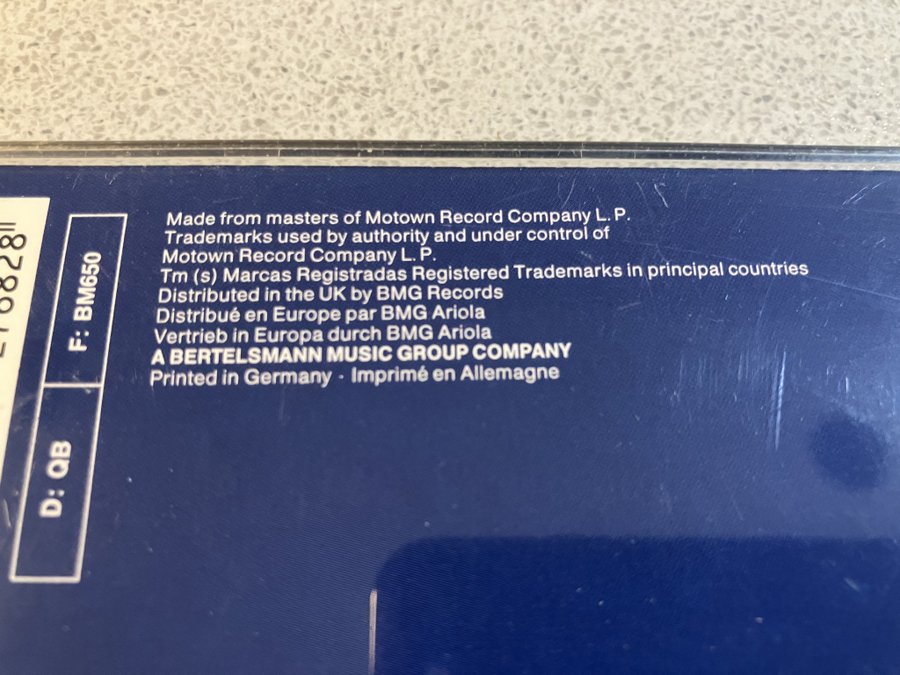 Made from masters of Motown Record Company L.P.
Trademarks used by authority and under control of
Motown Record Company L.P.
Tm (s) Marcas Registradas Registered Trademarks in principal countries
Distributed in the UK by BMG Records
Distribué en Europe par BMG Ariola
Vertrieb in Europa durch BMG Ariola
A BERTELSMANN MUSIC GROUP COMPANY
Printed in Germany · Imprimé en Allemagne
F: BM650
D: QB